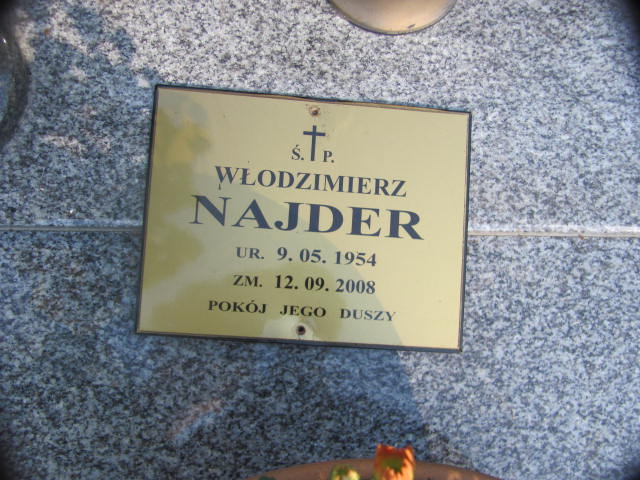 Ś. P.
WŁODZIMIERZ
NAJDER
UR. 9. 05. 1954
ZM. 12. 09. 2008
POKÓJ JEGO DUSZY